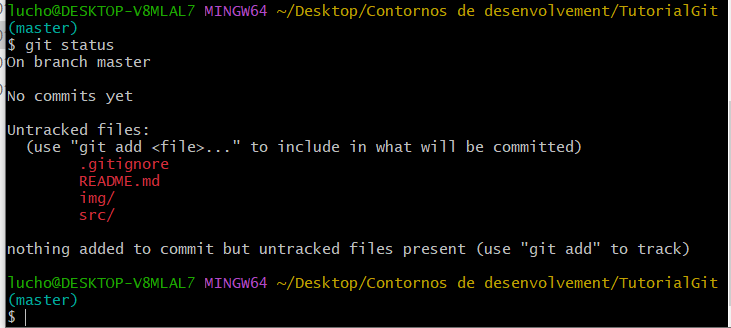 lucho@DESKTOP-V8MLAL7 MINGW64 ~/Desktop/Contornos de desenvolvement/TutorialGit
(master)
$ git status
On branch master
No commits yet
Untracked files:
(use "git add <file>..." to include in what will be committed)
.gitignore
README.md
img/
src/
nothing added to commit but untracked files present (use "git add" to track)
lucho@DESKTOP-V8MLAL7 MINGW64 ~/Desktop/Contornos de desenvolvement/TutorialGit
(master)
$